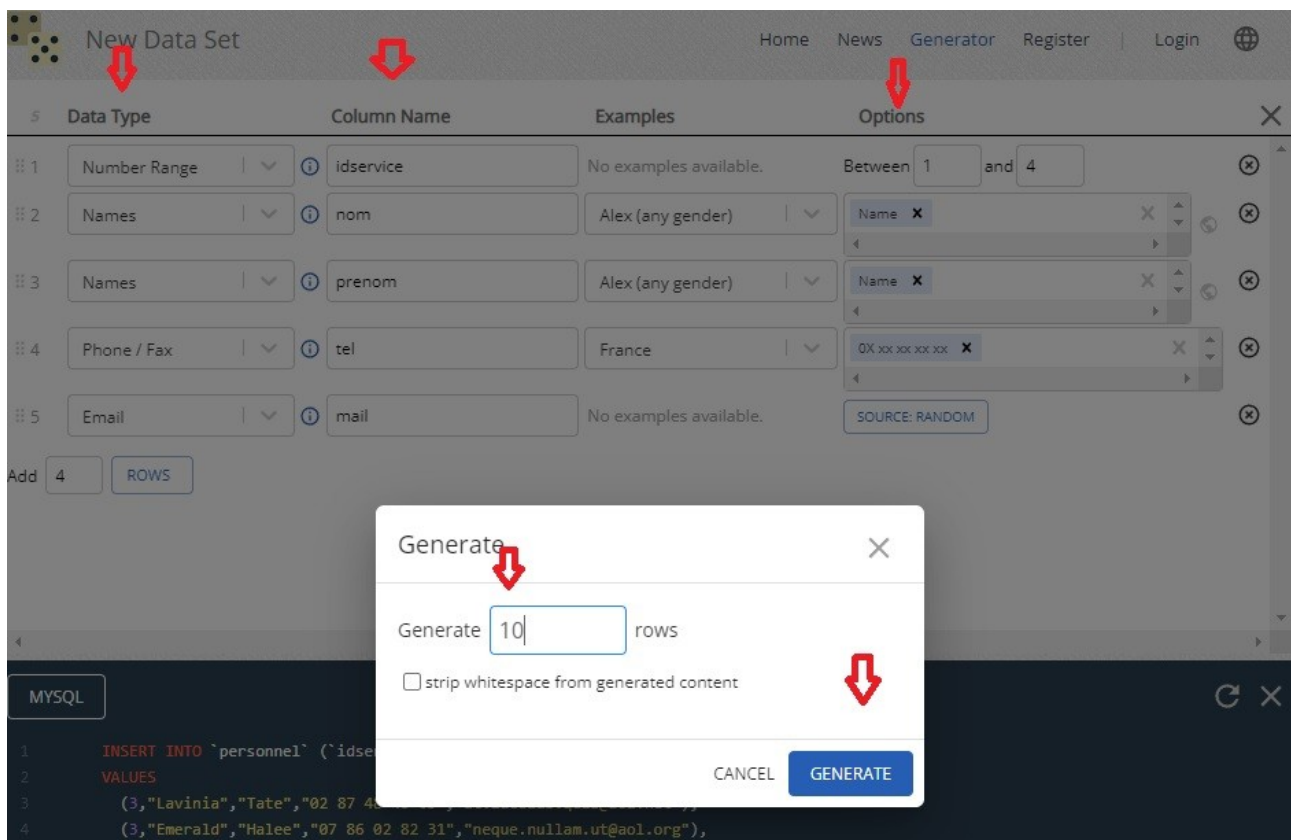 New Data Set Home News Generator Register | Login
S Data Type Column Name Examples Options
1 Number Range idservice No examples available. Between 1 and 4
2 Names nom Alex (any gender) Name
3 Names prenom Alex (any gender) Name
4 Phone / Fax tel France 0X xx xx xx xx
5 Email mail No examples available. SOURCE: RANDOM
Add 4 ROWS
Generate
Generate 10 rows
strip whitespace from generated content
CANCEL GENERATE
MYSQL
1 INSERT INTO `personnel` (`idser
2 VALUES
3 (3,"Lavinia","Tate","02 87
4 (3,"Emerald","Halee","07 86 02 82 31","neque.nullam.ut@aol.org"),